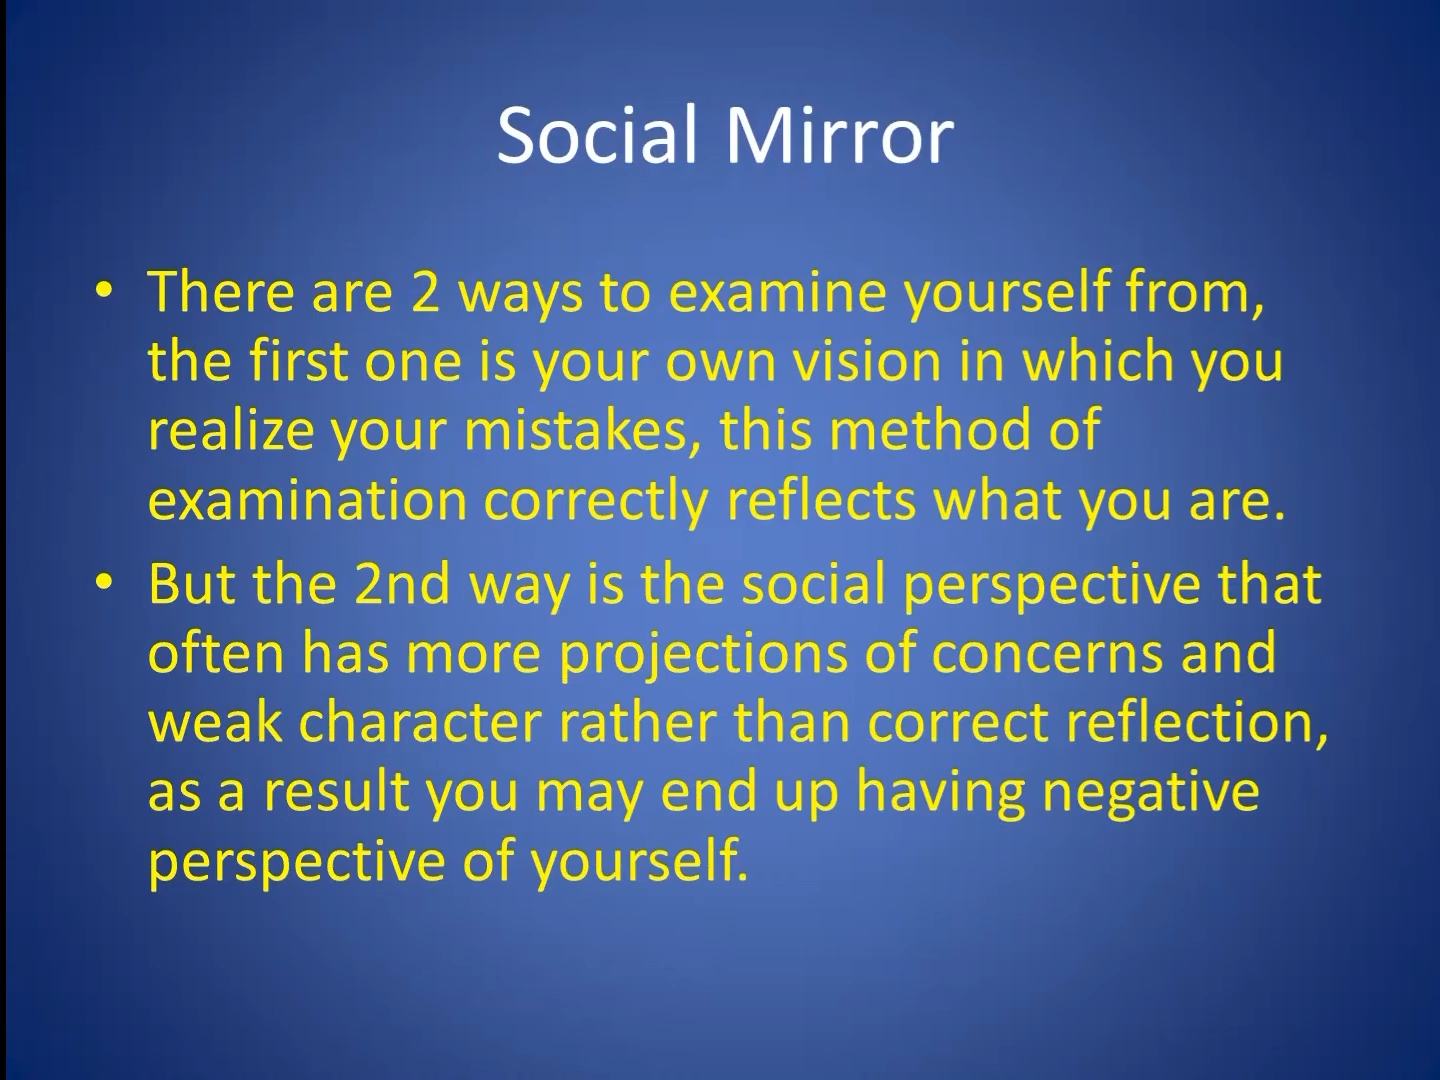 Social Mirror
• There are 2 ways to examine yourself from,
the first one is your own vision in which you
realize your mistakes, this method of
examination correctly reflects what you are.
• But the 2nd way is the social perspective that
often has more projections of concerns and
weak character rather than correct reflection,
as a result you may end up having negative
perspective of yourself.